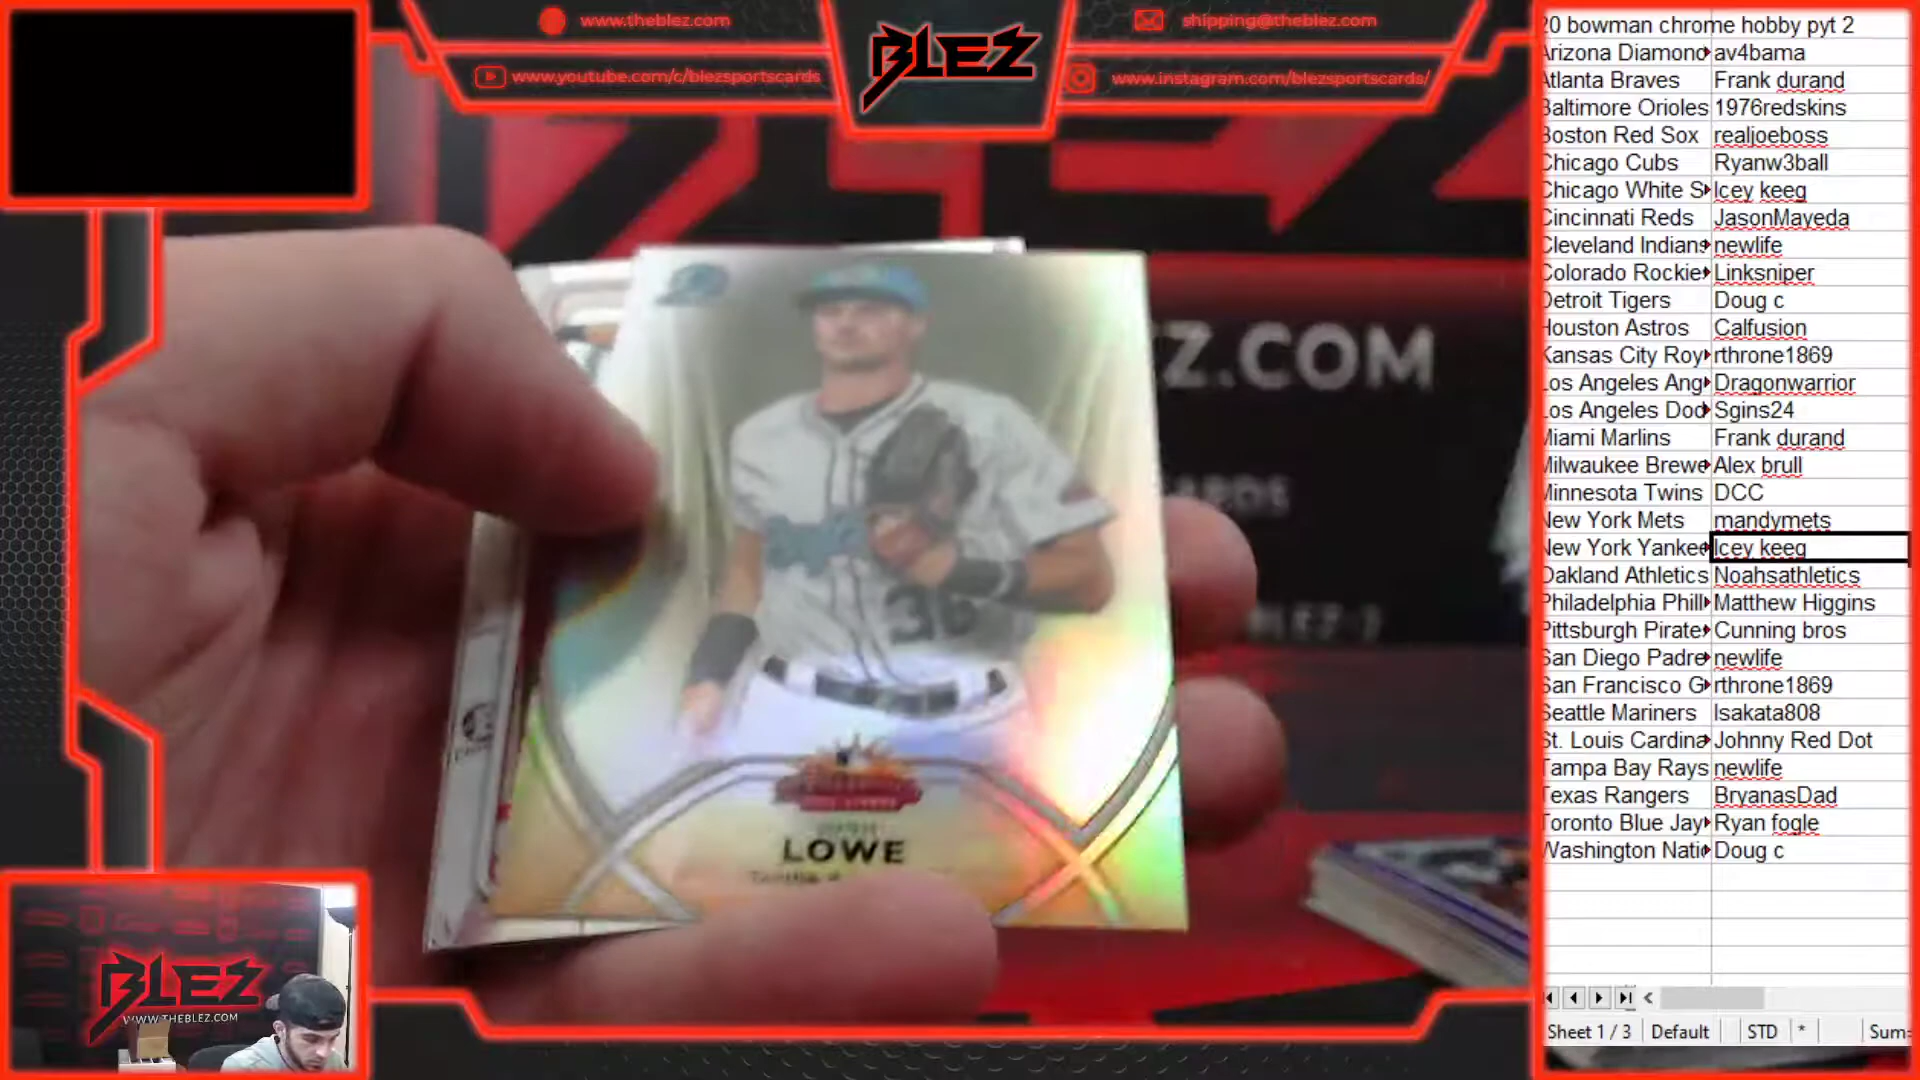 www.theblez.com
shipping@theblez.com
BLEZ
www.youtube.com/c/blezsportscards
www.instagram.com/blezsportscards/
20 bowman chrome hobby pyt 2
Arizona Diamond av4bama
Atlanta Braves Frank durand
Baltimore Orioles 1976redskins
Boston Red Sox realjoeboss
Chicago Cubs Ryanw3ball
Chicago White S Icey keeg
Cincinnati Reds JasonMayeda
Cleveland Indians newlife
Colorado Rockie Linksniper
Detroit Tigers Doug c
Houston Astros Calfusion
Kansas City Roy rthrone1869
Los Angeles Ang Dragonwarrior
Los Angeles Dod Sgins24
Miami Marlins Frank durand
Milwaukee Brewe Alex brull
Minnesota Twins DCC
New York Mets mandymets
New York Yankee Icey keeg
Oakland Athletics Noahsathletics
Philadelphia Phill Matthew Higgins
Pittsburgh Pirate Cunning bros
San Diego Padre newlife
San Francisco G rthrone1869
Seattle Mariners Isakata808
St. Louis Cardina Johnny Red Dot
Tampa Bay Rays newlife
Texas Rangers BryanasDad
Toronto Blue Jay Ryan fogle
Washington Nati Doug c
Sheet 1 / 3 Default STD * Sum=
Z.COM
BLEZ-2
36
LOWE
BLEZ
WWW.THEBLEZ.COM